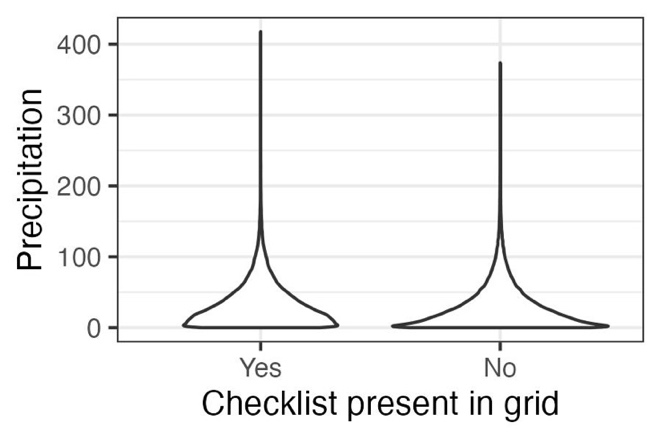 Precipitation
400
300
200
100
0
Yes No
Checklist present in grid